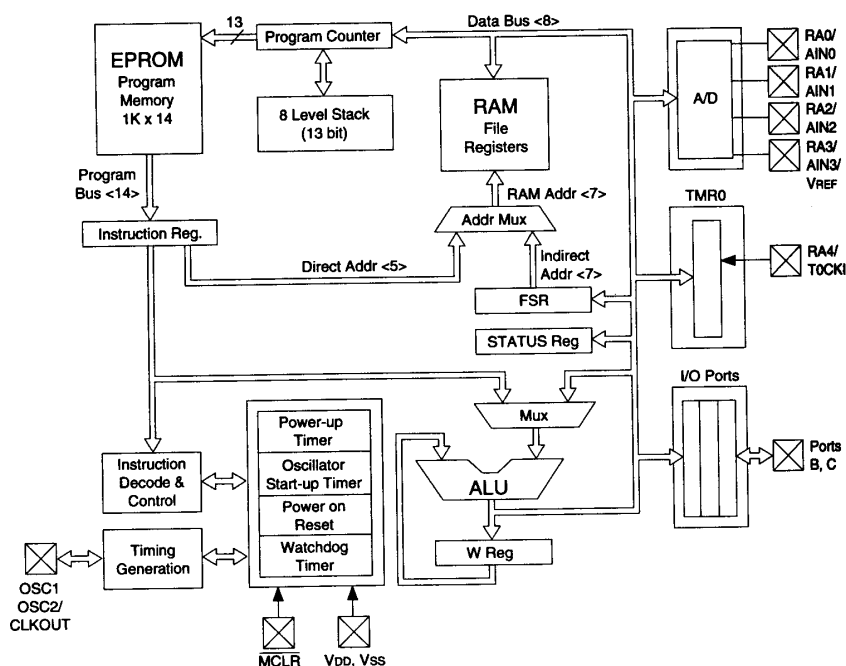 13
Data Bus <8>
EPROM
Program
Memory
1K x 14
Program Counter
8 Level Stack
(13 bit)
RAM
File
Registers
A/D
RA0/
AIN0
RA1/
AIN1
RA2/
AIN2
RA3/
AIN3/
VREF
Program
Bus <14>
RAM Addr <7>
Addr Mux
Instruction Reg.
Direct Addr <5>
Indirect
Addr <7>
FSR
STATUS Reg
TMR0
RA4/
T0CKI
I/O Ports
Ports
B, C
Mux
ALU
W Reg
Power-up
Timer
Oscillator
Start-up Timer
Power on
Reset
Watchdog
Timer
Instruction
Decode &
Control
Timing
Generation
OSC1
OSC2/
CLKOUT
MCLR
VDD, VSS